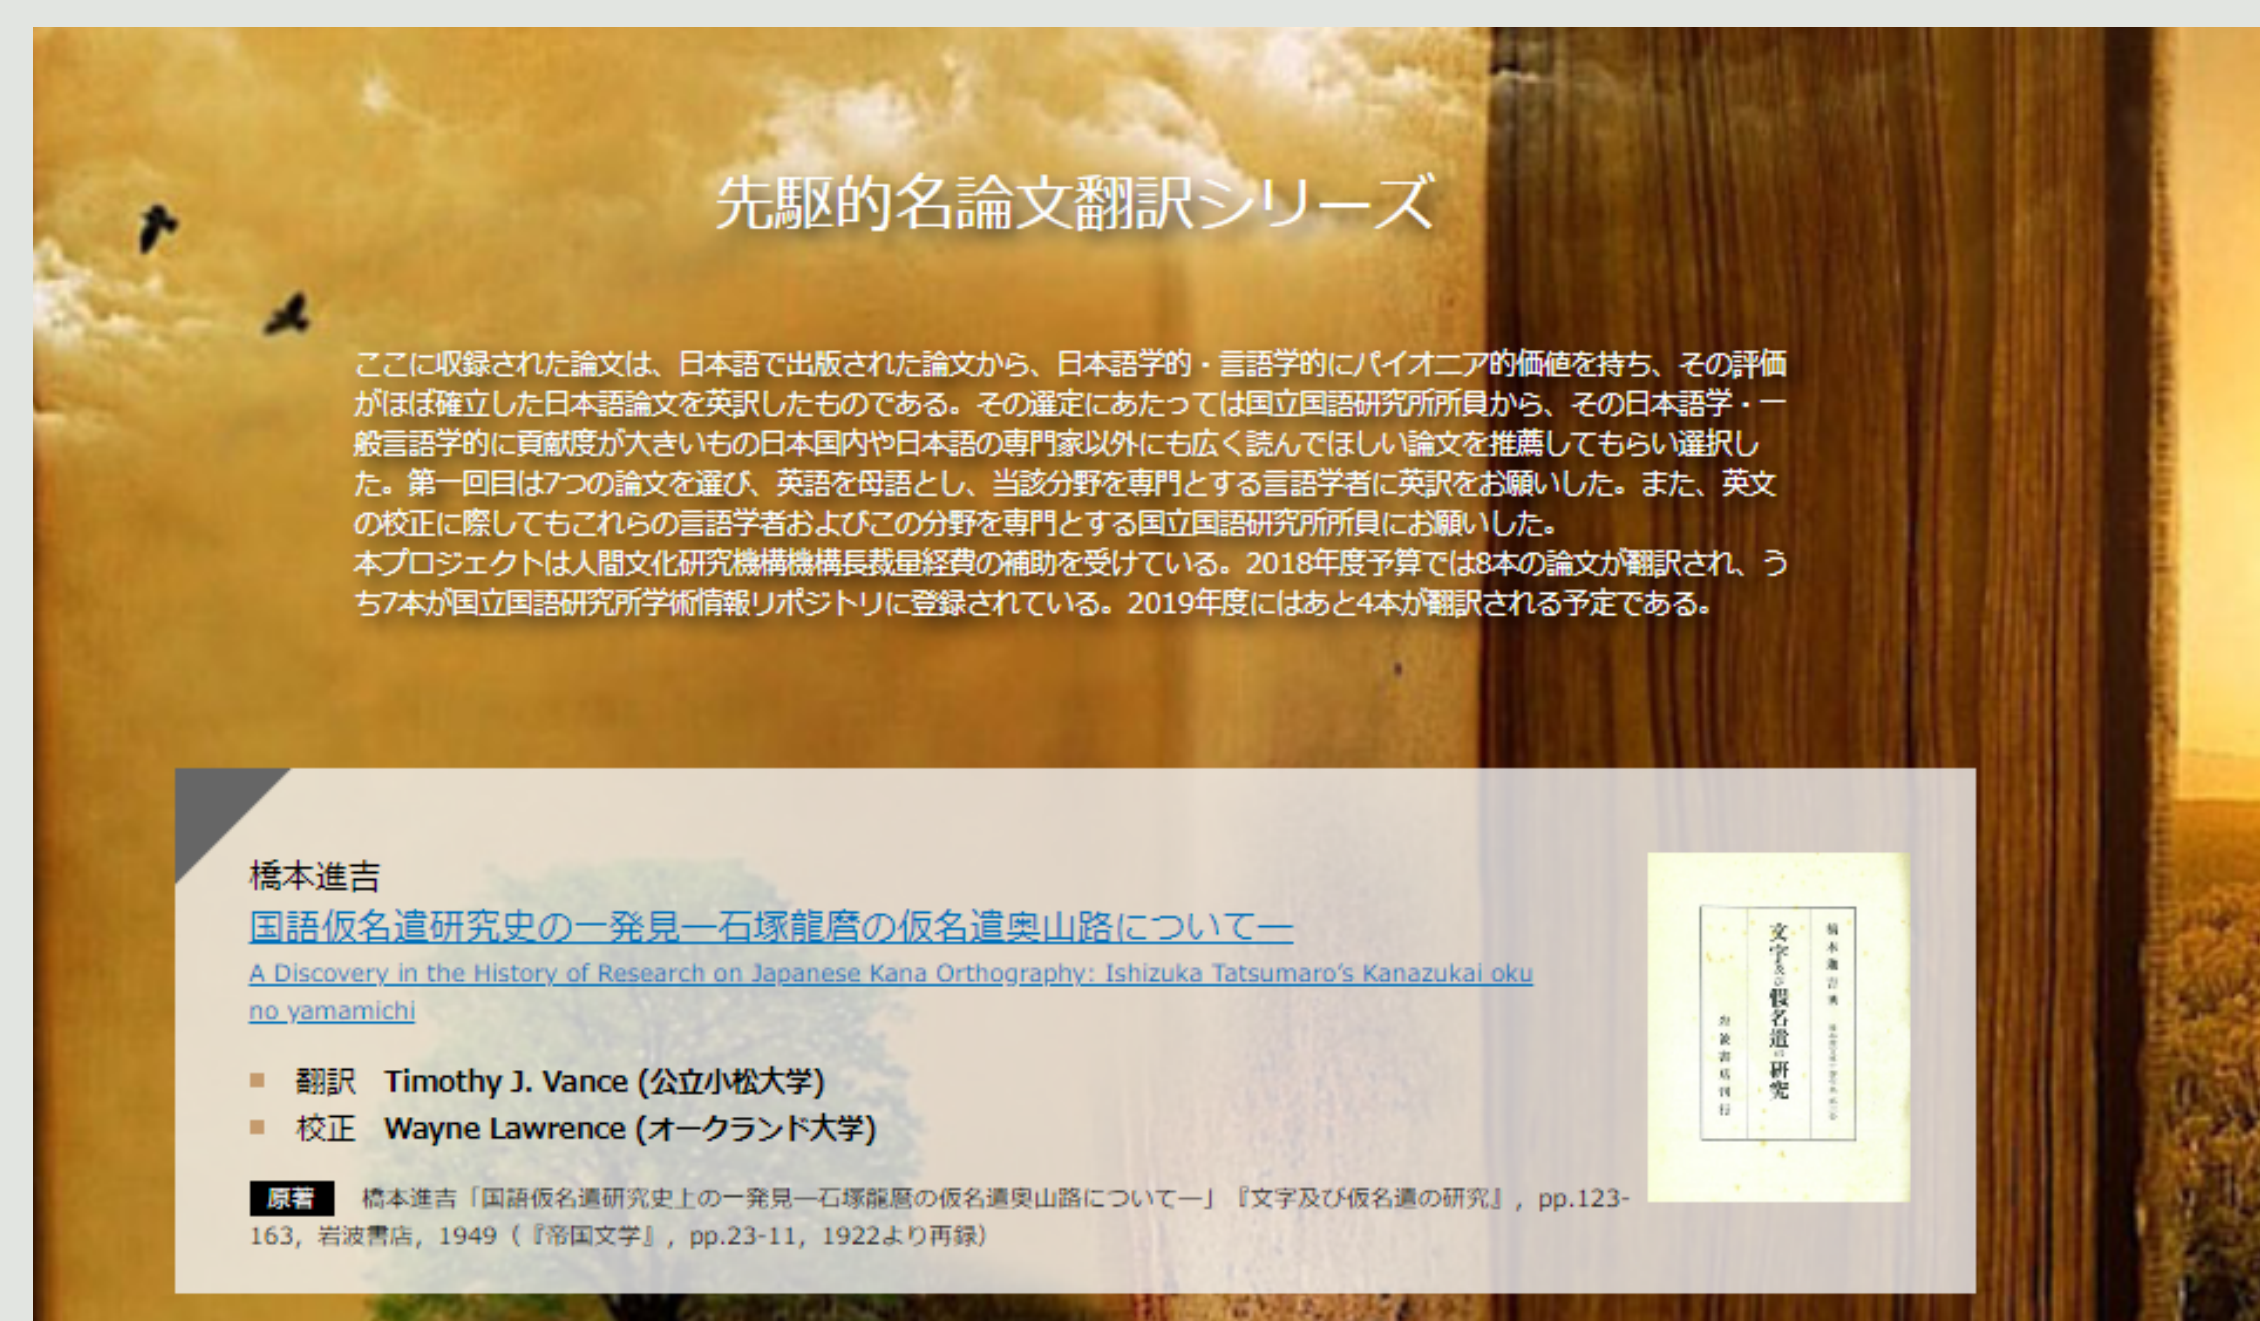 先駆的名論文翻訳シリーズ
ここに収録された論文は、日本語で出版された論文から、日本語学的・言語学的にパイオニア的価値を持ち、その評価
がほぼ確立した日本語論文を英訳したものである。その選定にあたっては国立国語研究所所員から、その日本語学・一
般言語学的に貢献度が大きいもの日本国内や日本語の専門家以外にも広く読んでほしい論文を推薦してもらい選択し
た。第一回目は7つの論文を選び、英語を母語とし、当該分野を専門とする言語学者に英訳をお願いした。また、英文
の校正に際してもこれらの言語学者およびこの分野を専門とする国立国語研究所所員にお願いした。
本プロジェクトは人間文化研究機構機構長裁量経費の補助を受けている。2018年度予算では8本の論文が翻訳され、う
ち7本が国立国語研究所学術情報リポジトリに登録されている。2019年度にはあと4本が翻訳される予定である。
橋本進吉
国語仮名遣研究史の一発見―石塚龍麿の仮名遣奥山路について―
A Discovery in the History of Research on Japanese Kana Orthography: Ishizuka Tatsumaro’s Kanazukai oku
no yamamichi
翻訳 Timothy J. Vance (公立小松大学)
校正 Wayne Lawrence (オークランド大学)
原著 橋本進吉「国語仮名遣研究史上の一発見―石塚龍麿の仮名遣奥山路について―」『文字及び仮名遣の研究』, pp.123-
163, 岩波書店, 1949（『帝国文学』, pp.23-11, 1922より再録）
橋本進吉著
文字及び假名遣の研究
岩波書店刊行